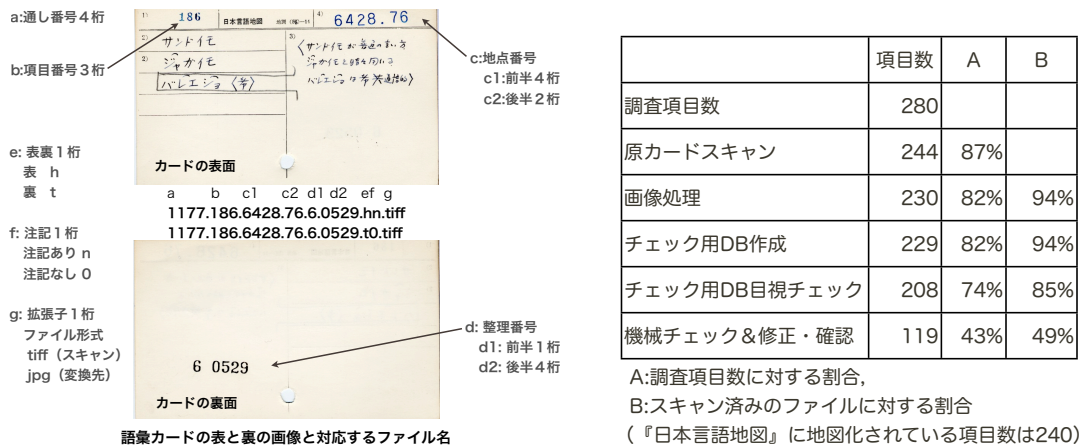 a:通し番号4桁
b:項目番号3桁
1) 186 日本言語地図 4) 6428.76
2) サンドイモ
2) ジャガイモ
バレエショ〈希〉
3)
カードの表面
c:地点番号
c1:前半4桁
c2:後半2桁
e: 表裏1桁
表 h
裏 t
f: 注記1桁
注記あり n
注記なし 0
g: 拡張子1桁
ファイル形式
tiff(スキャン)
jpg(変換先)
a b c1 c2 d1 d2 ef g
1177.186.6428.76.6.0529.hn.tiff
1177.186.6428.76.6.0529.t0.tiff
6 0529
カードの裏面
d: 整理番号
d1: 前半1桁
d2: 後半4桁
語彙カードの表と裏の画像と対応するファイル名
項目数 A B
調査項目数 280
原カードスキャン 244 87%
画像処理 230 82% 94%
チェック用DB作成 229 82% 94%
チェック用DB目視チェック 208 74% 85%
機械チェック&修正・確認 119 43% 49%
A:調査項目数に対する割合,
B:スキャン済みのファイルに対する割合
(『日本言語地図』に地図化されている項目数は240)